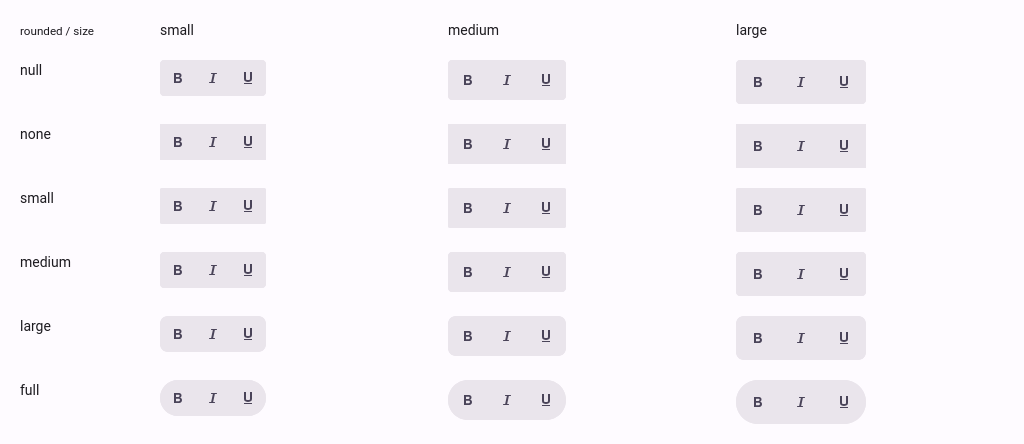 rounded / size small medium large
null B I U B I U B I U
none B I U B I U B I U
small B I U B I U B I U
medium B I U B I U B I U
large B I U B I U B I U
full B I U B I U B I U